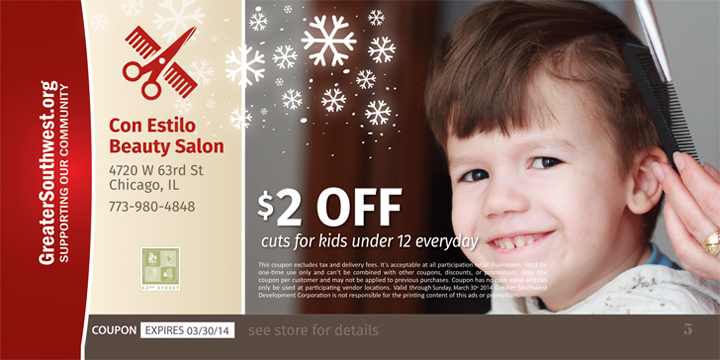 GreaterSouthwest.org
SUPPORTING OUR COMMUNITY
Con Estilo
Beauty Salon
4720 W 63rd St
Chicago, IL
773-980-4848
63RD STREET
$2 OFF
cuts for kids under 12 everyday
This coupon excludes tax and delivery fees. It's acceptable at all participation retail Businesses. Valid for
one-time use only and can't be combined with other coupons, discounts, or promotions. Only one
coupon per customer and may not be applied to previous purchases. Coupon has no cash value and can
only be used at participating vendor locations. Valid through Sunday, March 30th 2014 Greater Southwest
Development Corporation is not responsible for the printing content of this ads or promotions.
COUPON EXPIRES 03/30/14 see store for details 5